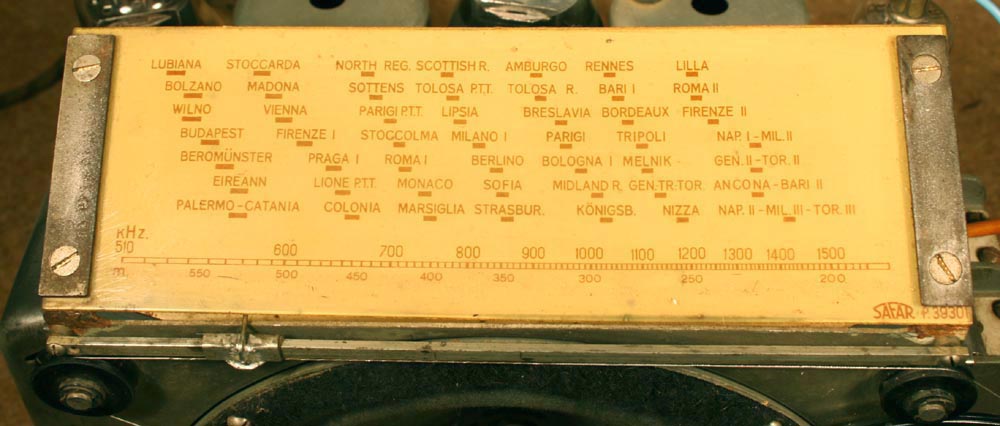 LUBIANA STOCCARDA NORTH REG. SCOTTISH R. AMBURGO RENNES LILLA
BOLZANO MADONA SOTTENS TOLOSA P.T.T. TOLOSA R. BARI I ROMA II
WILNO VIENNA PARIGI P.T.T. LIPSIA BRESLAVIA BORDEAUX FIRENZE II
BUDAPEST FIRENZE I STOCCOLMA MILANO I PARIGI TRIPOLI NAP. I - MIL. II
BEROMÜNSTER PRAGA I ROMA I BERLINO BOLOGNA I MELNIK GEN. II - TOR. II
EIREANN LIONE P.T.T. MONACO SOFIA MIDLAND R. GEN: TR: TOR. ANCONA - BARI II
PALERMO - CATANIA COLONIA MARSIGLIA STRASBUR. KÖNIGSB. NIZZA NAP. II - MIL. III - TOR. III
KHz.
510 600 700 800 900 1000 1100 1200 1300 1400 1500
m. 550 500 450 400 350 300 250 200
SAFAR P. 39301